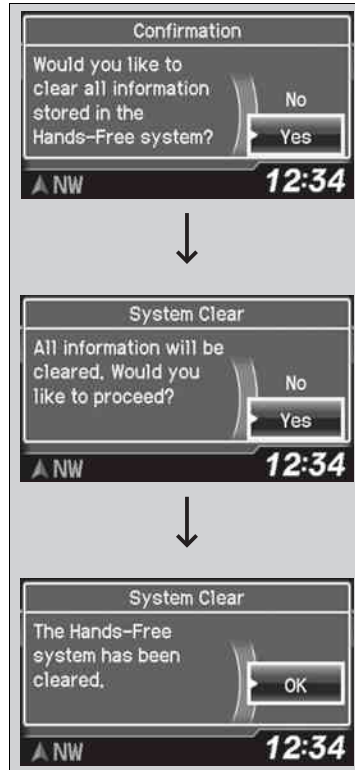 Confirmation
Would you like to
clear all information
stored in the
Hands-Free system?
No
Yes
NW
12:34
System Clear
All information will be
cleared. Would you
like to proceed?
No
Yes
NW
12:34
System Clear
The Hands-Free
system has been
cleared.
OK
NW
12:34